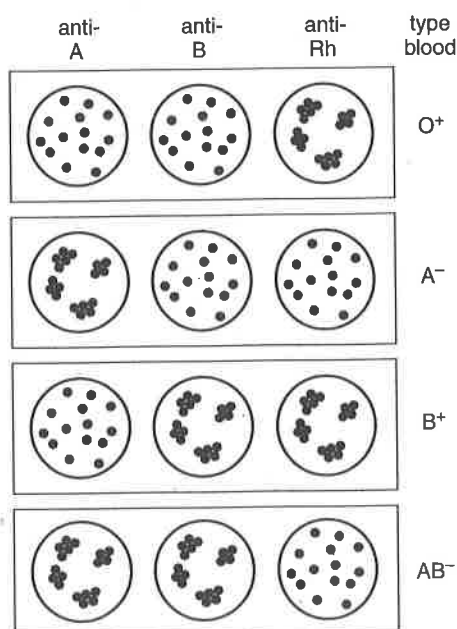 anti-
A
anti-
B
anti-
Rh
type
blood
O⁺
A⁻
B⁺
AB⁻